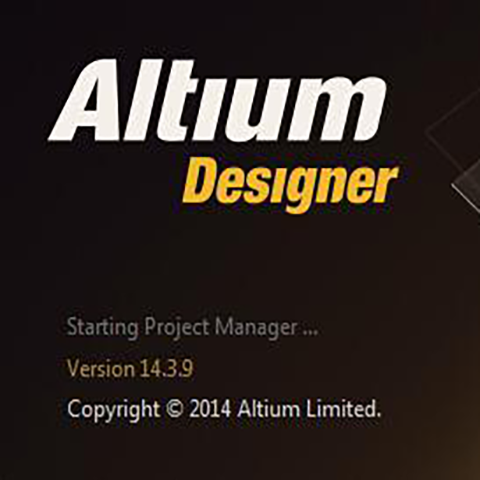 Altium
Designer
Starting Project Manager ...
Version 14.3.9
Copyright © 2014 Altium Limited.